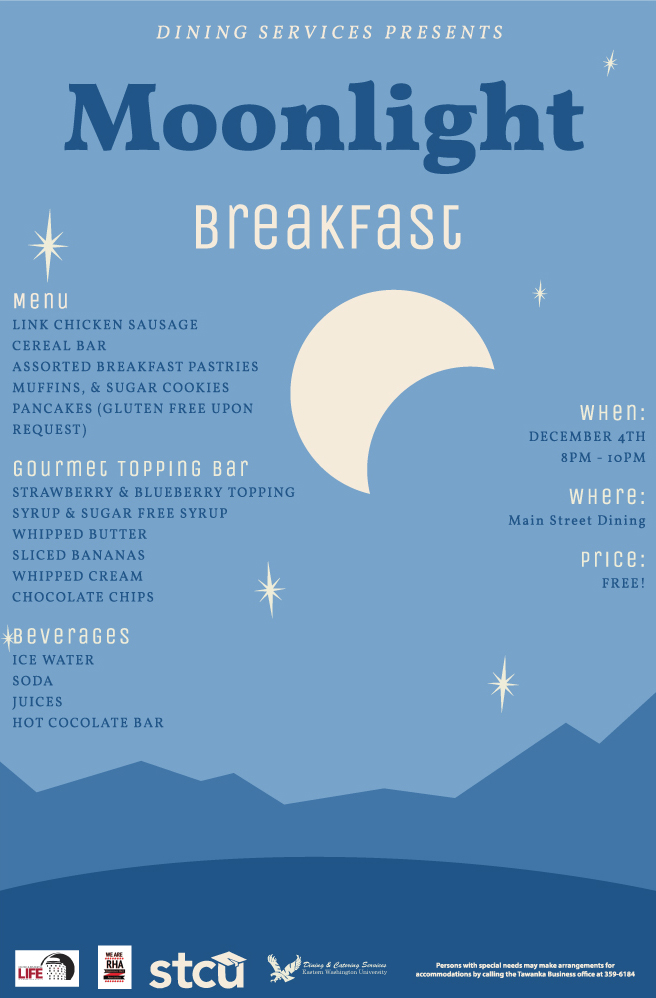 DINING SERVICES PRESENTS
Moonlight
Breakfast
Menu
LINK CHICKEN SAUSAGE
CEREAL BAR
ASSORTED BREAKFAST PASTRIES
MUFFINS, & SUGAR COOKIES
PANCAKES (GLUTEN FREE UPON
REQUEST)
Gourmet Topping Bar
STRAWBERRY & BLUEBERRY TOPPING
SYRUP & SUGAR FREE SYRUP
WHIPPED BUTTER
SLICED BANANAS
WHIPPED CREAM
CHOCOLATE CHIPS
Beverages
ICE WATER
SODA
JUICES
HOT COCOLATE BAR
When:
DECEMBER 4TH
8PM - 10PM
Where:
Main Street Dining
Price:
FREE!
LIFE
WE ARE
RHA
stcu
Dining & Catering Services
Eastern Washington University
Persons with special needs may make arrangements for
accommodations by calling the Tawanka Business office at 359-6184